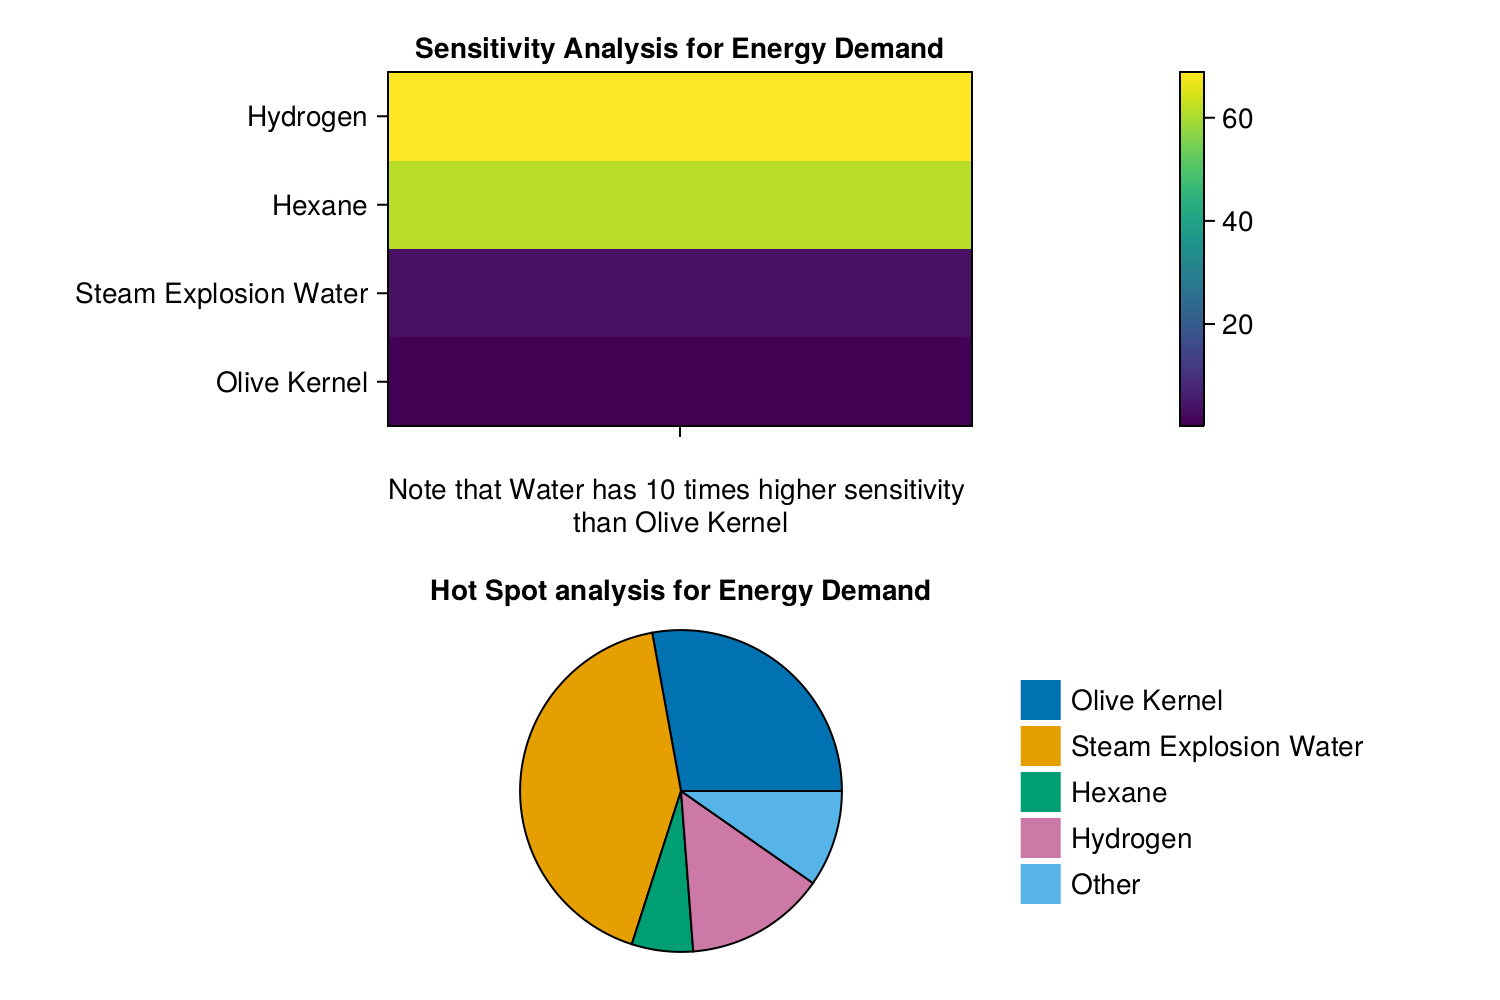 Sensitivity Analysis for Energy Demand
Hydrogen
Hexane
Steam Explosion Water
Olive Kernel
60
40
20
Note that Water has 10 times higher sensitivity
than Olive Kernel
Hot Spot analysis for Energy Demand
Olive Kernel
Steam Explosion Water
Hexane
Hydrogen
Other